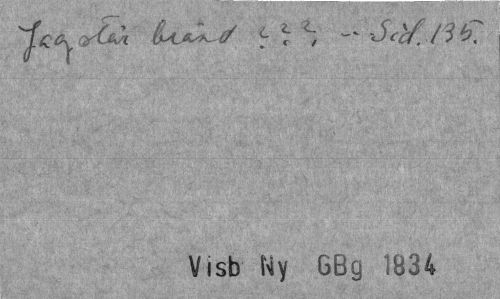 Jag står bränd ? ? ? -- Sid. 135.
Visb Ny GBg 1834